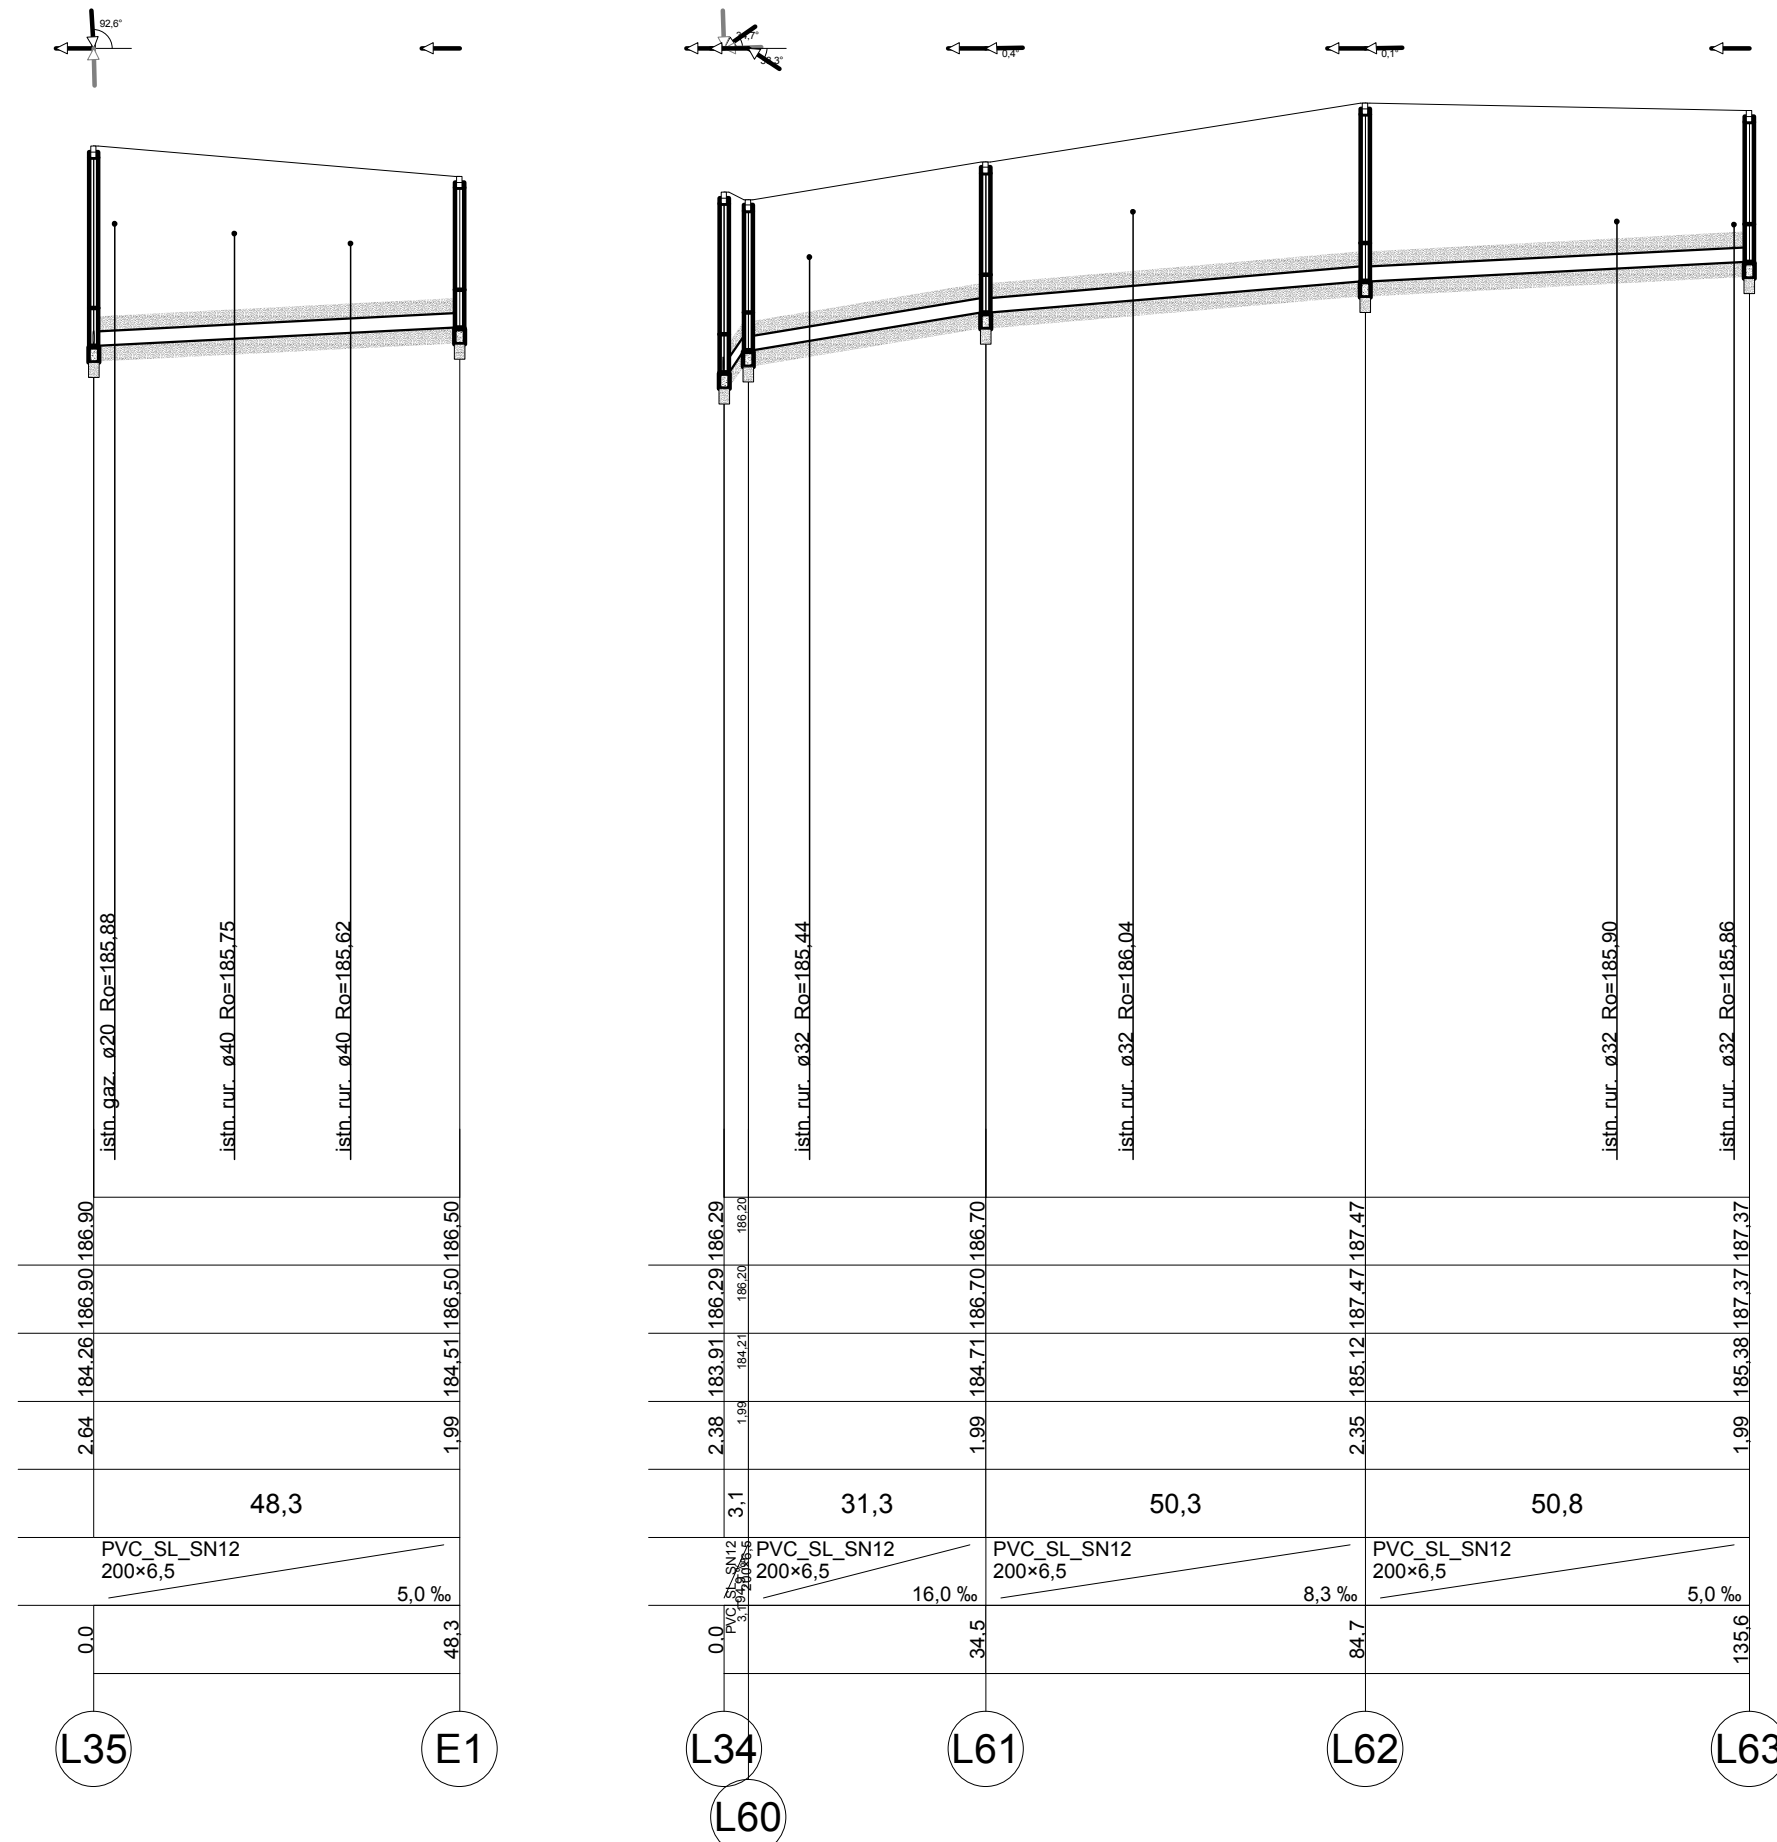 92,6°
0,4°
0,1°
istn. gaz.  ø20  Ro=185,88
istn. rur.  ø40  Ro=185,75
istn. rur.  ø40  Ro=185,62
istn. rur.  ø32  Ro=185,44
istn. rur.  ø32  Ro=186,04
istn. rur.  ø32  Ro=185,90
istn. rur.  ø32  Ro=185,86
186.90 186,50 186.29 186,20 186,70 187,47 187,37
186.90 186,50 186.29 186,20 186,70 187,47 187,37
184.26 184,51 183.91 184,21 184,71 185,12 185,38
2.64 1,99 2.38 1,99 1,99 2,35 1,99
48,3 3,1 31,3 50,3 50,8
PVC_SL_SN12
200×6,5
5,0 ‰
PVC_SL_SN12
200×6,5
PVC_SL_SN12
200×6,5
16,0 ‰
PVC_SL_SN12
200×6,5
8,3 ‰
PVC_SL_SN12
200×6,5
5,0 ‰
0.0 48,3 0.0 34,5 84,7 135,6
L35 E1 L34 L61 L62 L63
L60